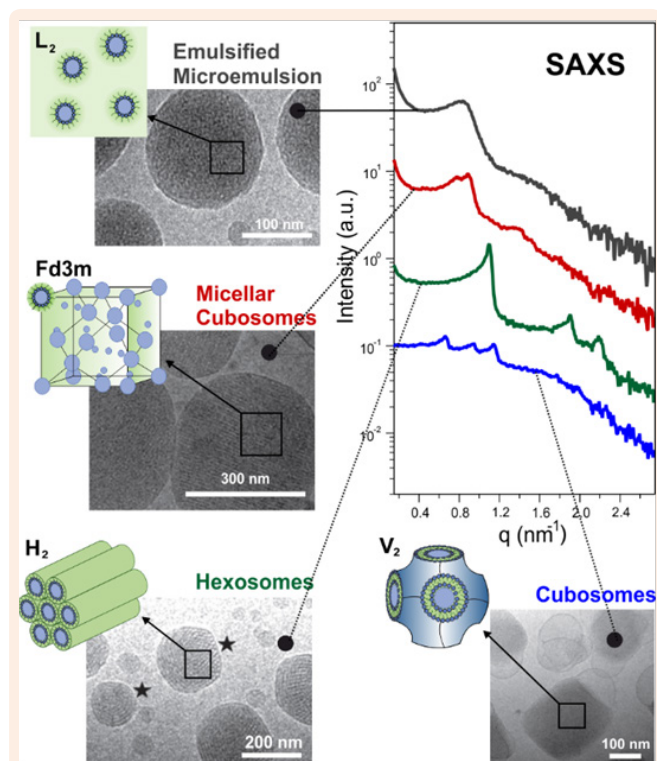 L₂
Emulsified
Microemulsion
100 nm
Fd3m
Micellar
Cubosomes
300 nm
H₂
Hexosomes
200 nm
SAXS
Intensity (a.u.)
10²
10¹
10⁰
10⁻¹
10⁻²
0.4 0.8 1.2 1.6 2.0 2.4
q (nm⁻¹)
V₂
Cubosomes
100 nm